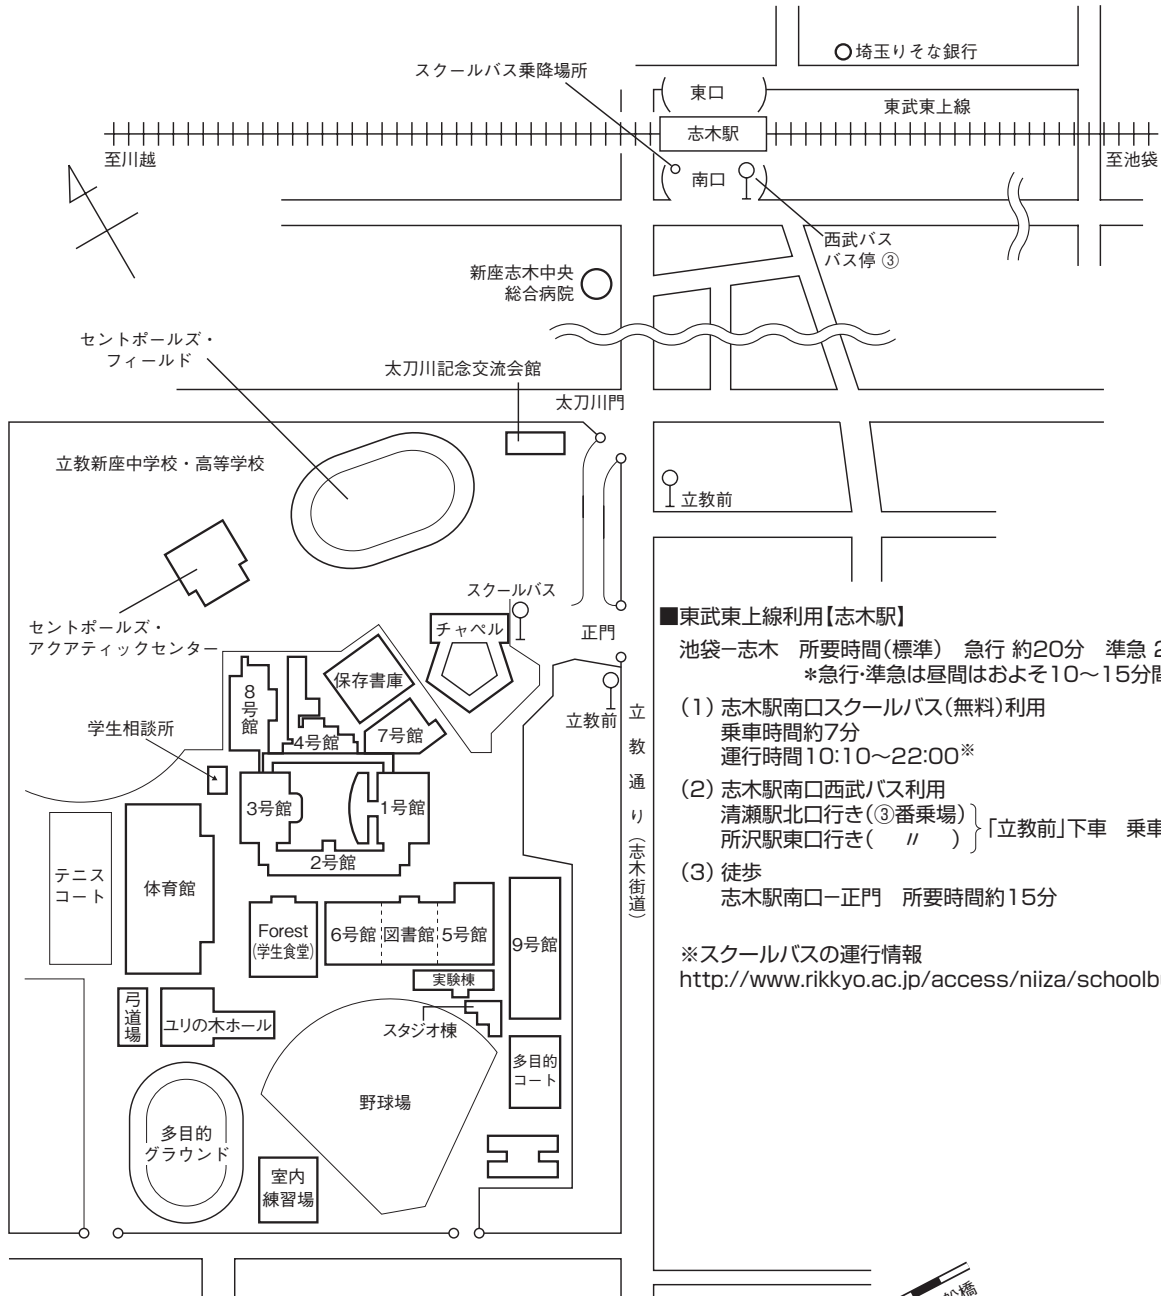 埼玉りそな銀行
スクールバス乗降場所
東口
東武東上線
志木駅
至川越
至池袋
南口
西武バス
バス停 ③
新座志木中央
総合病院
セントポールズ・
フィールド
太刀川記念交流会館
太刀川門
立教新座中学校・高等学校
立教前
スクールバス
セントポールズ・
アクアティックセンター
チャペル
正門
保存書庫
8号館
立教前
学生相談所
4号館
7号館
3号館
1号館
2号館
立教通り(志木街道)
テニス
コート
体育館
Forest
(学生食堂)
6号館
図書館
5号館
9号館
実験棟
弓道場
ユリの木ホール
スタジオ棟
多目的
コート
野球場
多目的
グラウンド
室内
練習場
■東武東上線利用【志木駅】
池袋−志木 所要時間(標準) 急行 約20分 準急 2
*急行・準急は昼間はおよそ10〜15分間
(1) 志木駅南口スクールバス(無料)利用
乗車時間約7分
運行時間10:10〜22:00※
(2) 志木駅南口西武バス利用
清瀬駅北口行き(③番乗場)
所沢駅東口行き( 〃 )
「立教前」下車 乗車
(3) 徒歩
志木駅南口−正門 所要時間約15分
※スクールバスの運行情報
http://www.rikkyo.ac.jp/access/niiza/schoolb
船橋